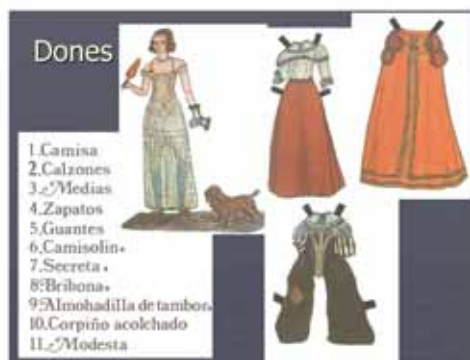 Dones
1.Camisa
2.Calzones
3.Medias
4.Zapatos
5.Guantes
6.Camisolin.
7.Secreta.
8.Bribona.
9.Almohadilla de tambor.
10.Corpiño acolchado
11.Modesta